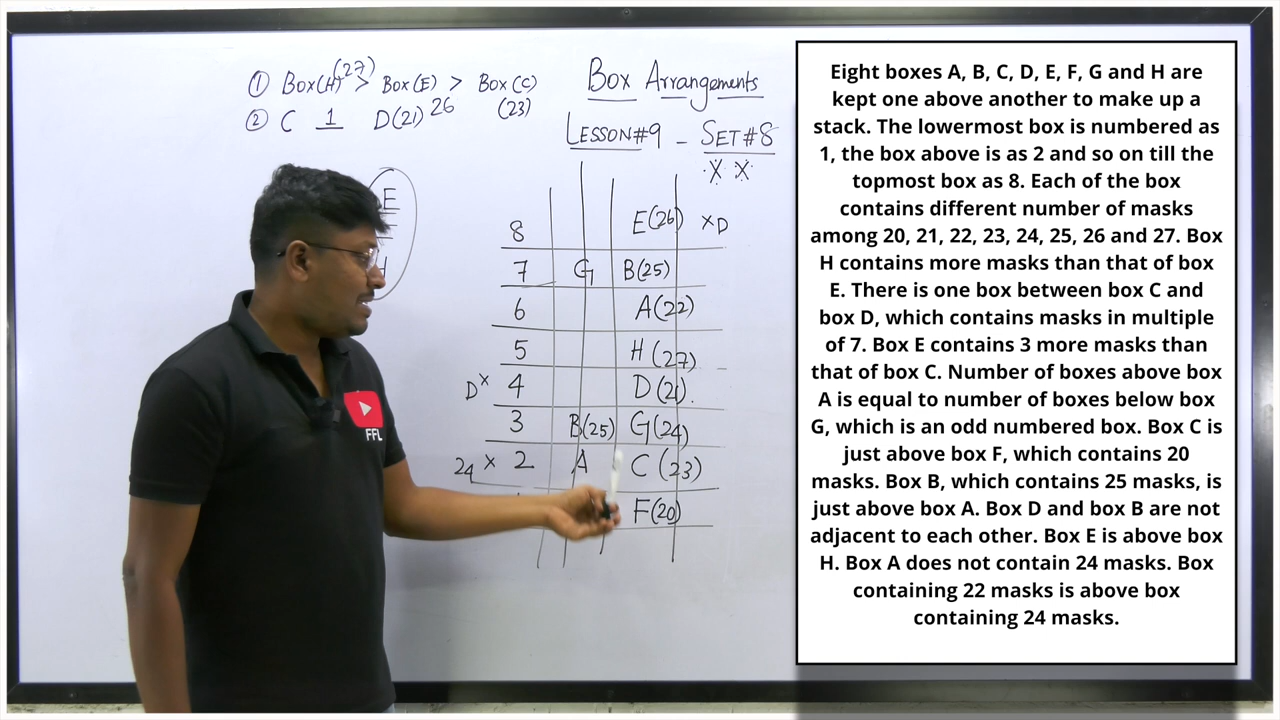 ① Box(H)(27) > Box(E) > Box(C)
26 (23)
② C 1 D(21)
Box Arrangements
LESSON#9 – SET#8
E
H
8 E(26) xD
7 G B(25)
6 A(22)
5 H(27)
D× 4 D(21).
3 B(25) G(24)
24 × 2 A C(23)
F(20)
FFL
Eight boxes A, B, C, D, E, F, G and H are
kept one above another to make up a
stack. The lowermost box is numbered as
1, the box above is as 2 and so on till the
topmost box as 8. Each of the box
contains different number of masks
among 20, 21, 22, 23, 24, 25, 26 and 27. Box
H contains more masks than that of box
E. There is one box between box C and
box D, which contains masks in multiple
of 7. Box E contains 3 more masks than
that of box C. Number of boxes above box
A is equal to number of boxes below box
G, which is an odd numbered box. Box C is
just above box F, which contains 20
masks. Box B, which contains 25 masks, is
just above box A. Box D and box B are not
adjacent to each other. Box E is above box
H. Box A does not contain 24 masks. Box
containing 22 masks is above box
containing 24 masks.